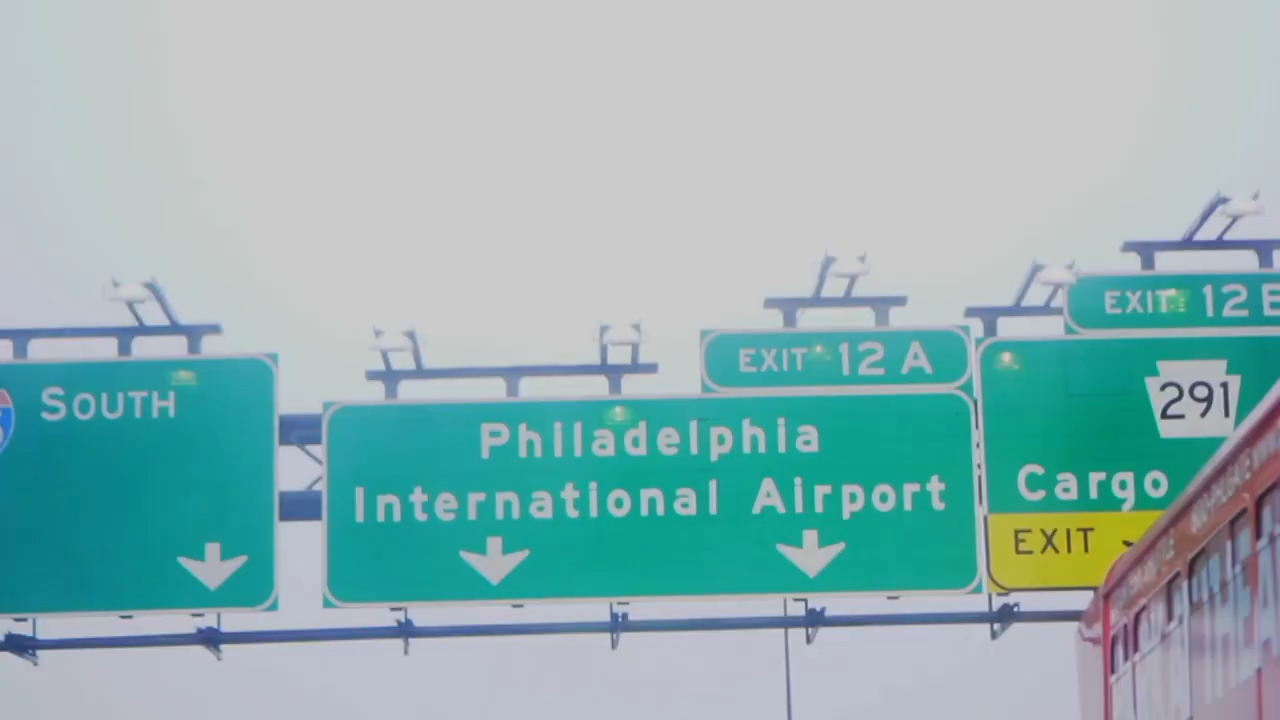 SOUTH
EXIT 12 A
Philadelphia
International Airport
EXIT 12 B
291
Cargo
EXIT